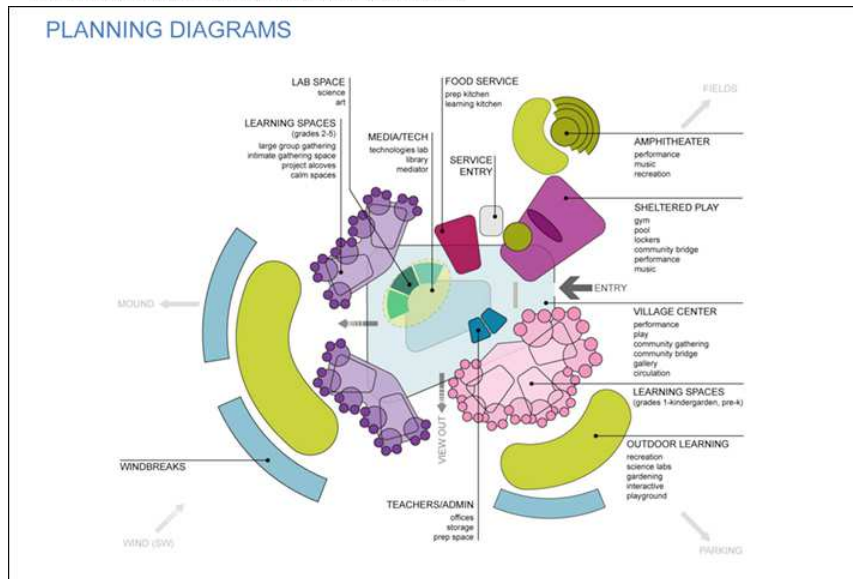 PLANNING DIAGRAMS
LAB SPACE
science
art
FOOD SERVICE
prep kitchen
learning kitchen
FIELDS
LEARNING SPACES
(grades 2-5)
large group gathering
intimate gathering space
project alcoves
calm spaces
MEDIA/TECH
technologies lab
library
mediator
SERVICE
ENTRY
AMPHITHEATER
performance
music
recreation
SHELTERED PLAY
gym
pool
lockers
community bridge
performance
music
MOUND
ENTRY
VILLAGE CENTER
performance
play
community gathering
community bridge
gallery
circulation
LEARNING SPACES
(grades 1-kindergarden, pre-k)
VIEW OUT
OUTDOOR LEARNING
recreation
science labs
gardening
interactive
playground
WINDBREAKS
TEACHERS/ADMIN
offices
storage
prep space
WIND (SW)
PARKING